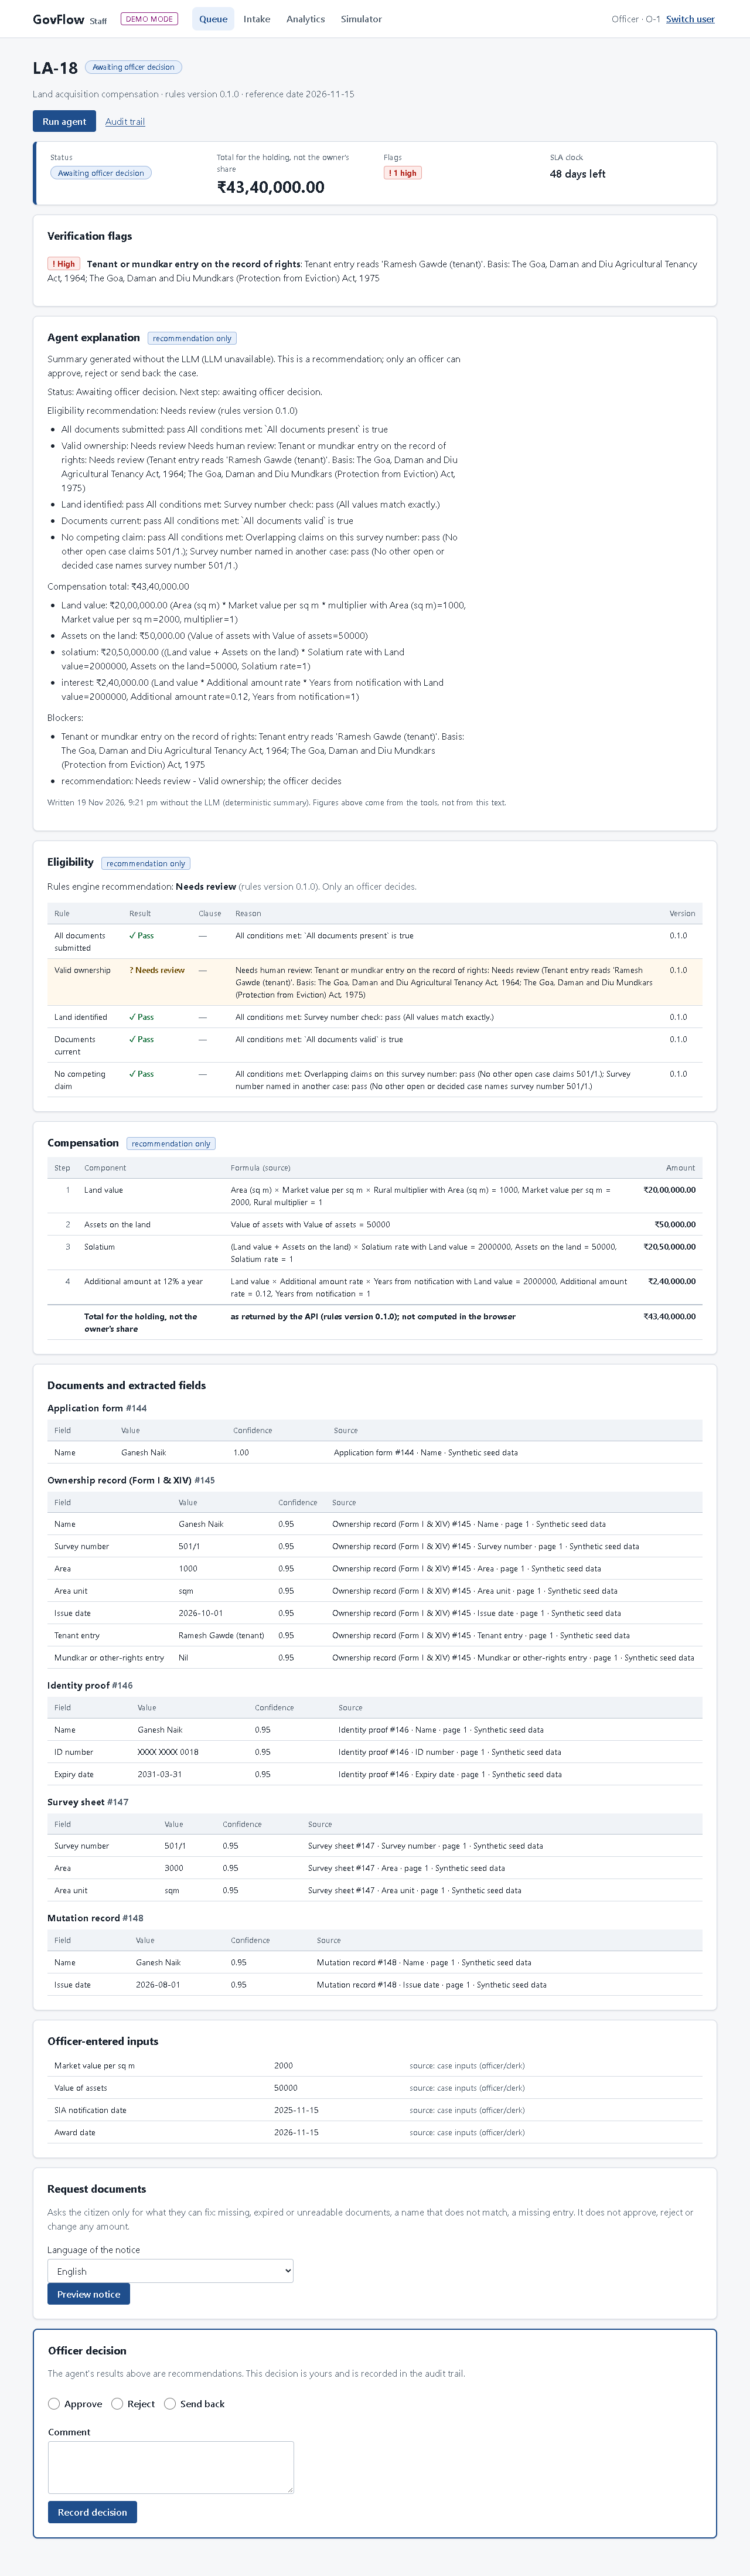 GovFlow Staff DEMO MODE Queue Intake Analytics Simulator Officer · O-1 Switch user
LA-18 Awaiting officer decision
Land acquisition compensation · rules version 0.1.0 · reference date 2026-11-15
Run agent Audit trail
Status
Awaiting officer decision
Total for the holding, not the owner's
share
₹43,40,000.00
Flags
! 1 high
SLA clock
48 days left
Verification flags
! High Tenant or mundkar entry on the record of rights: Tenant entry reads 'Ramesh Gawde (tenant)'. Basis: The Goa, Daman and Diu Agricultural Tenancy
Act, 1964; The Goa, Daman and Diu Mundkars (Protection from Eviction) Act, 1975
Agent explanation recommendation only
Summary generated without the LLM (LLM unavailable). This is a recommendation; only an officer can
approve, reject or send back the case.
Status: Awaiting officer decision. Next step: awaiting officer decision.
Eligibility recommendation: Needs review (rules version 0.1.0)
• All documents submitted: pass All conditions met: `All documents present` is true
• Valid ownership: Needs review Needs human review: Tenant or mundkar entry on the record of
rights: Needs review (Tenant entry reads 'Ramesh Gawde (tenant)'. Basis: The Goa, Daman and Diu
Agricultural Tenancy Act, 1964; The Goa, Daman and Diu Mundkars (Protection from Eviction) Act,
1975)
• Land identified: pass All conditions met: Survey number check: pass (All values match exactly.)
• Documents current: pass All conditions met: `All documents valid` is true
• No competing claim: pass All conditions met: Overlapping claims on this survey number: pass (No
other open case claims 501/1.); Survey number named in another case: pass (No other open or
decided case names survey number 501/1.)
Compensation total: ₹43,40,000.00
• Land value: ₹20,00,000.00 (Area (sq m) * Market value per sq m * multiplier with Area (sq m)=1000,
Market value per sq m=2000, multiplier=1)
• Assets on the land: ₹50,000.00 (Value of assets with Value of assets=50000)
• solatium: ₹20,50,000.00 ((Land value + Assets on the land) * Solatium rate with Land
value=2000000, Assets on the land=50000, Solatium rate=1)
• interest: ₹2,40,000.00 (Land value * Additional amount rate * Years from notification with Land
value=2000000, Additional amount rate=0.12, Years from notification=1)
Blockers:
• Tenant or mundkar entry on the record of rights: Tenant entry reads 'Ramesh Gawde (tenant)'. Basis:
The Goa, Daman and Diu Agricultural Tenancy Act, 1964; The Goa, Daman and Diu Mundkars
(Protection from Eviction) Act, 1975
• recommendation: Needs review - Valid ownership; the officer decides
Written 19 Nov 2026, 9:21 pm without the LLM (deterministic summary). Figures above come from the tools, not from this text.
Eligibility recommendation only
Rules engine recommendation: Needs review (rules version 0.1.0). Only an officer decides.
Rule Result Clause Reason Version
All documents submitted ✓ Pass — All conditions met: `All documents present` is true 0.1.0
Valid ownership ? Needs review — Needs human review: Tenant or mundkar entry on the record of rights: Needs review (Tenant entry reads 'Ramesh 0.1.0
Gawde (tenant)'. Basis: The Goa, Daman and Diu Agricultural Tenancy Act, 1964; The Goa, Daman and Diu Mundkars
(Protection from Eviction) Act, 1975)
Land identified ✓ Pass — All conditions met: Survey number check: pass (All values match exactly.) 0.1.0
Documents current ✓ Pass — All conditions met: `All documents valid` is true 0.1.0
No competing claim ✓ Pass — All conditions met: Overlapping claims on this survey number: pass (No other open case claims 501/1.); Survey 0.1.0
number named in another case: pass (No other open or decided case names survey number 501/1.)
Compensation recommendation only
Step Component Formula (source) Amount
1 Land value Area (sq m) × Market value per sq m × Rural multiplier with Area (sq m) = 1000, Market value per sq m = ₹20,00,000.00
2000, Rural multiplier = 1
2 Assets on the land Value of assets with Value of assets = 50000 ₹50,000.00
3 Solatium (Land value + Assets on the land) × Solatium rate with Land value = 2000000, Assets on the land = 50000, ₹20,50,000.00
Solatium rate = 1
4 Additional amount at 12% a year Land value × Additional amount rate × Years from notification with Land value = 2000000, Additional amount ₹2,40,000.00
rate = 0.12, Years from notification = 1
Total for the holding, not the owner's share as returned by the API (rules version 0.1.0); not computed in the browser ₹43,40,000.00
Documents and extracted fields
Application form #144
Field Value Confidence Source
Name Ganesh Naik 1.00 Application form #144 · Name · Synthetic seed data
Ownership record (Form I & XIV) #145
Field Value Confidence Source
Name Ganesh Naik 0.95 Ownership record (Form I & XIV) #145 · Name · page 1 · Synthetic seed data
Survey number 501/1 0.95 Ownership record (Form I & XIV) #145 · Survey number · page 1 · Synthetic seed data
Area 1000 0.95 Ownership record (Form I & XIV) #145 · Area · page 1 · Synthetic seed data
Area unit sqm 0.95 Ownership record (Form I & XIV) #145 · Area unit · page 1 · Synthetic seed data
Issue date 2026-10-01 0.95 Ownership record (Form I & XIV) #145 · Issue date · page 1 · Synthetic seed data
Tenant entry Ramesh Gawde (tenant) 0.95 Ownership record (Form I & XIV) #145 · Tenant entry · page 1 · Synthetic seed data
Mundkar or other-rights entry Nil 0.95 Ownership record (Form I & XIV) #145 · Mundkar or other-rights entry · page 1 · Synthetic seed data
Identity proof #146
Field Value Confidence Source
Name Ganesh Naik 0.95 Identity proof #146 · Name · page 1 · Synthetic seed data
ID number XXXX XXXX 0018 0.95 Identity proof #146 · ID number · page 1 · Synthetic seed data
Expiry date 2031-03-31 0.95 Identity proof #146 · Expiry date · page 1 · Synthetic seed data
Survey sheet #147
Field Value Confidence Source
Survey number 501/1 0.95 Survey sheet #147 · Survey number · page 1 · Synthetic seed data
Area 3000 0.95 Survey sheet #147 · Area · page 1 · Synthetic seed data
Area unit sqm 0.95 Survey sheet #147 · Area unit · page 1 · Synthetic seed data
Mutation record #148
Field Value Confidence Source
Name Ganesh Naik 0.95 Mutation record #148 · Name · page 1 · Synthetic seed data
Issue date 2026-08-01 0.95 Mutation record #148 · Issue date · page 1 · Synthetic seed data
Officer-entered inputs
Market value per sq m 2000 source: case inputs (officer/clerk)
Value of assets 50000 source: case inputs (officer/clerk)
SIA notification date 2025-11-15 source: case inputs (officer/clerk)
Award date 2026-11-15 source: case inputs (officer/clerk)
Request documents
Asks the citizen only for what they can fix: missing, expired or unreadable documents, a name that does not match, a missing entry. It does not approve, reject or
change any amount.
Language of the notice
English
Preview notice
Officer decision
The agent's results above are recommendations. This decision is yours and is recorded in the audit trail.
Approve Reject Send back
Comment
Record decision